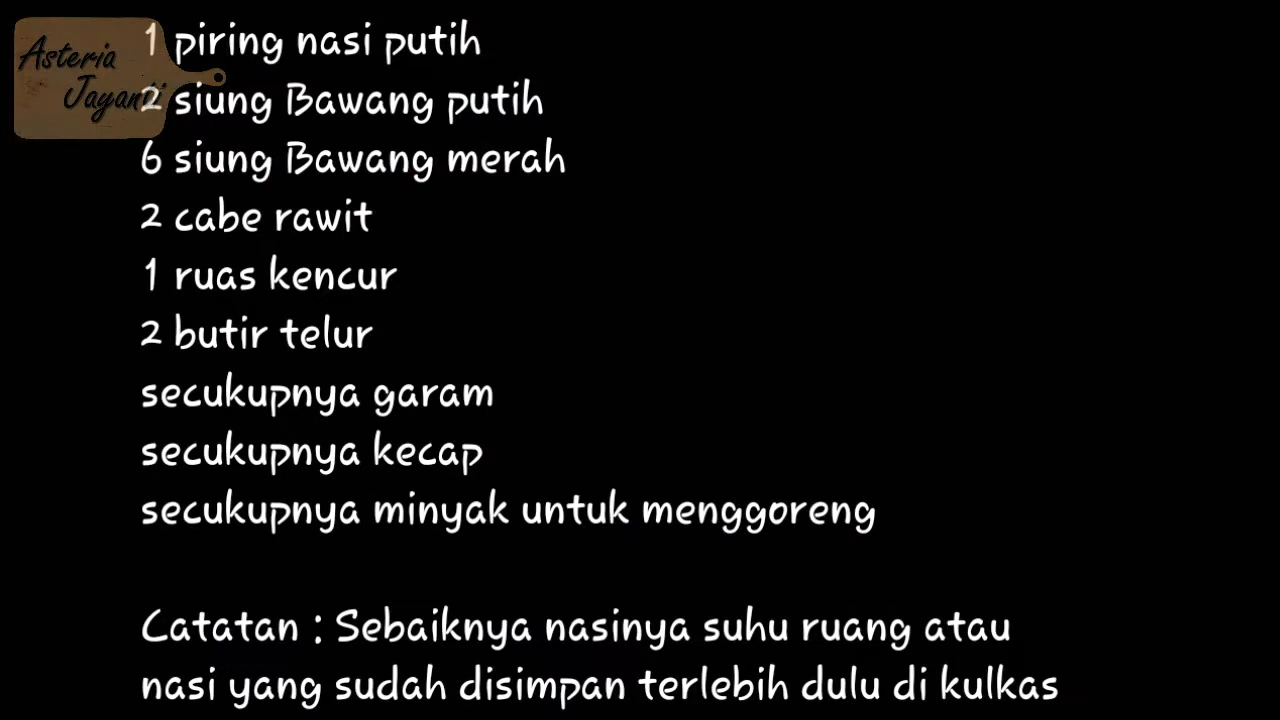 Asteria
Jayanti
1 piring nasi putih
2 siung Bawang putih
6 siung Bawang merah
2 cabe rawit
1 ruas kencur
2 butir telur
secukupnya garam
secukupnya kecap
secukupnya minyak untuk menggoreng
Catatan : Sebaiknya nasinya suhu ruang atau
nasi yang sudah disimpan terlebih dulu di kulkas